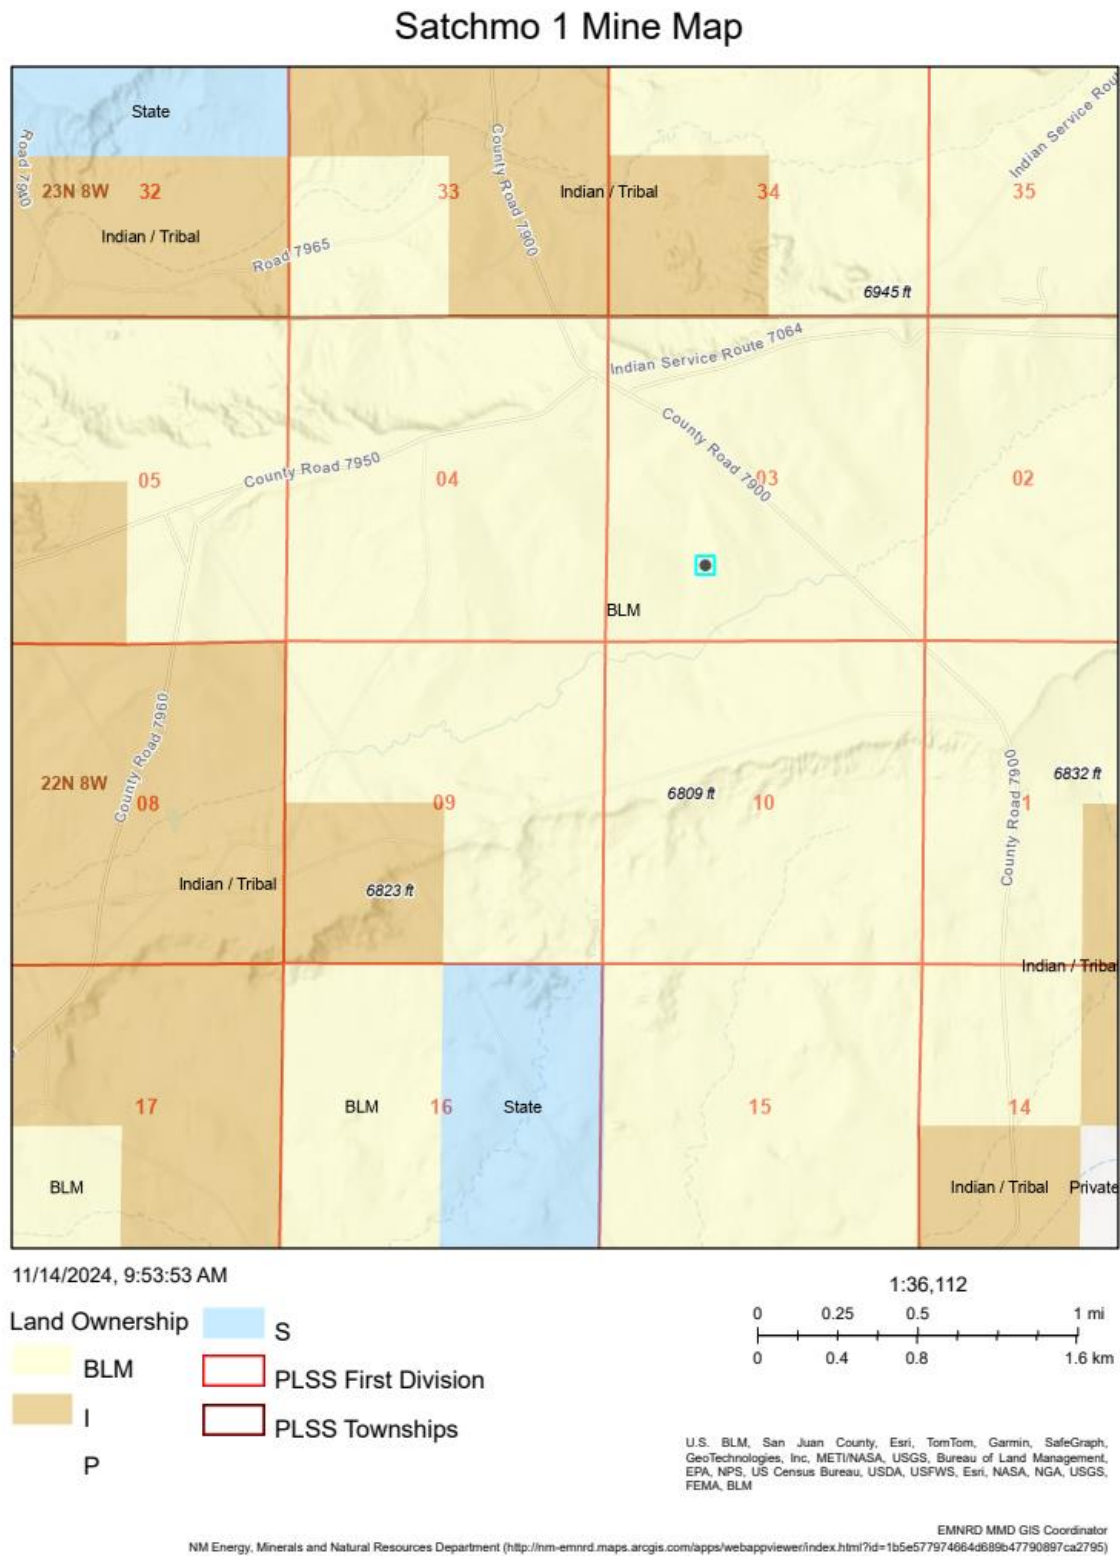 Satchmo 1 Mine Map
State
Road 7940
Indian Service Rout
23N 8W
32
33
County Road 7900
Indian / Tribal
34
35
Indian / Tribal
Road 7965
6945 ft
Indian Service Route 7064
County Road 7900
County Road 7950
05
04
03
02
BLM
County Road 7960
22N 8W
08
09
6809 ft
10
6832 ft
1
County Road 7900
Indian / Tribal
6823 ft
Indian / Triba
17
BLM
16
State
15
14
BLM
Indian / Tribal
Private
11/14/2024, 9:53:53 AM
1:36,112
0 0.25 0.5 1 mi
0 0.4 0.8 1.6 km
Land Ownership
BLM
I
P
S
PLSS First Division
PLSS Townships
U.S. BLM, San Juan County, Esri, TomTom, Garmin, SafeGraph,
GeoTechnologies, Inc, METI/NASA, USGS, Bureau of Land Management,
EPA, NPS, US Census Bureau, USDA, USFWS, Esri, NASA, NGA, USGS,
FEMA, BLM
EMNRD MMD GIS Coordinator
NM Energy, Minerals and Natural Resources Department (http://nm-emnrd.maps.arcgis.com/apps/webappviewer/index.html?id=1b5e577974664d689b47790897ca2795)